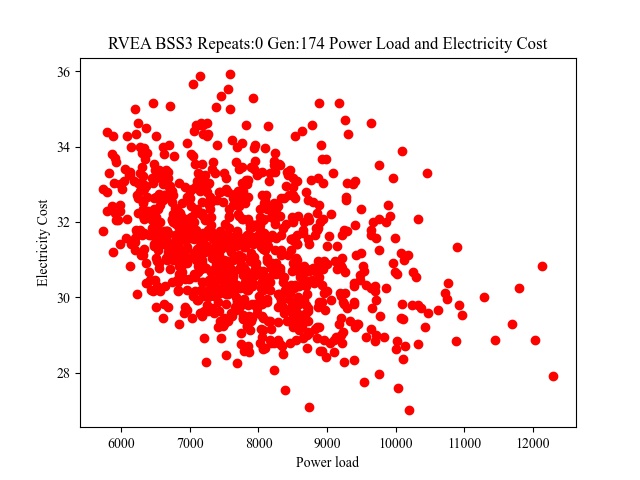 RVEA BSS3 Repeats:0 Gen:174 Power Load and Electricity Cost
36
34
32
30
28
Electricity Cost
6000 7000 8000 9000 10000 11000 12000
Power load